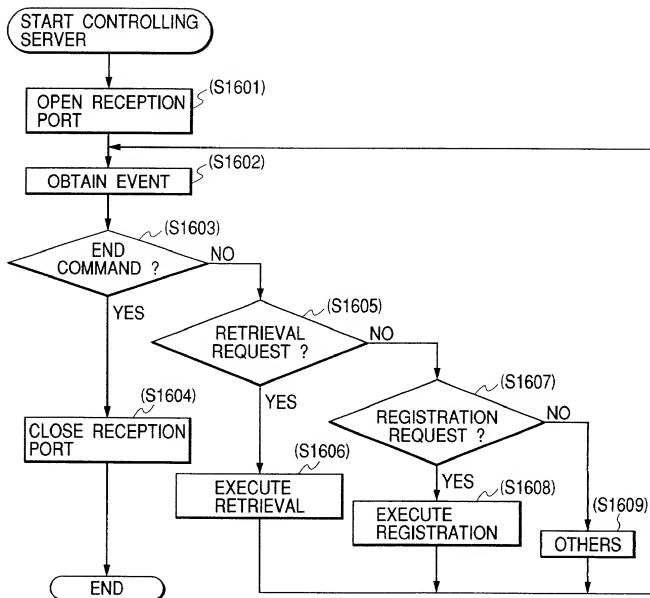 START CONTROLLING
SERVER
(S1601)
OPEN RECEPTION
PORT
(S1602)
OBTAIN EVENT
(S1603)
END
COMMAND ?
NO
YES
(S1605)
RETRIEVAL
REQUEST ?
NO
YES
(S1607)
REGISTRATION
REQUEST ?
NO
YES
(S1604)
CLOSE RECEPTION
PORT
(S1606)
EXECUTE
RETRIEVAL
(S1608)
EXECUTE
REGISTRATION
(S1609)
OTHERS
END